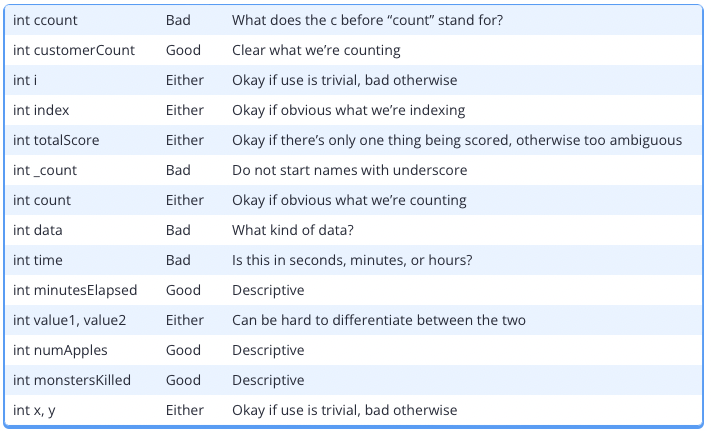 int ccount Bad What does the c before “count” stand for?
int customerCount Good Clear what we’re counting
int i Either Okay if use is trivial, bad otherwise
int index Either Okay if obvious what we’re indexing
int totalScore Either Okay if there’s only one thing being scored, otherwise too ambiguous
int _count Bad Do not start names with underscore
int count Either Okay if obvious what we’re counting
int data Bad What kind of data?
int time Bad Is this in seconds, minutes, or hours?
int minutesElapsed Good Descriptive
int value1, value2 Either Can be hard to differentiate between the two
int numApples Good Descriptive
int monstersKilled Good Descriptive
int x, y Either Okay if use is trivial, bad otherwise